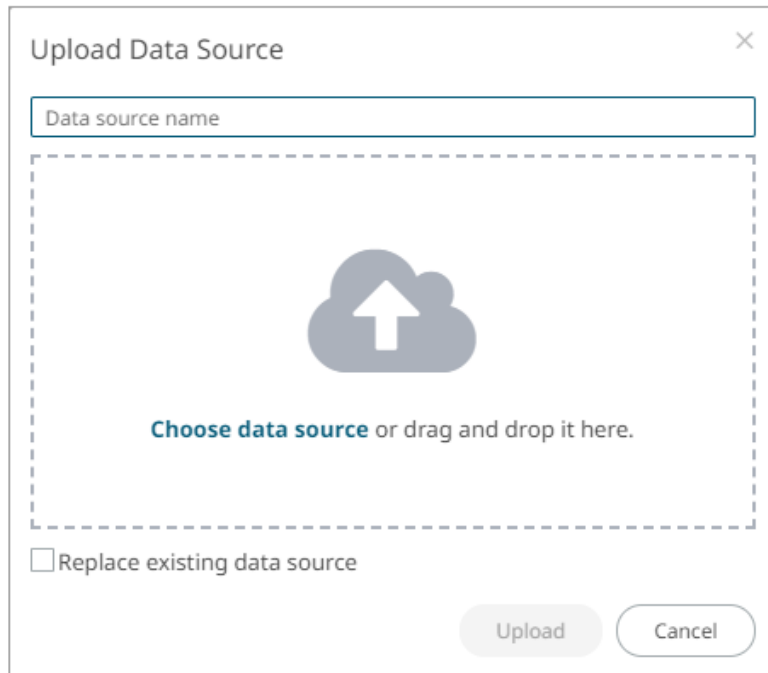 Upload Data Source
Data source name
Choose data source or drag and drop it here.
Replace existing data source
Upload
Cancel